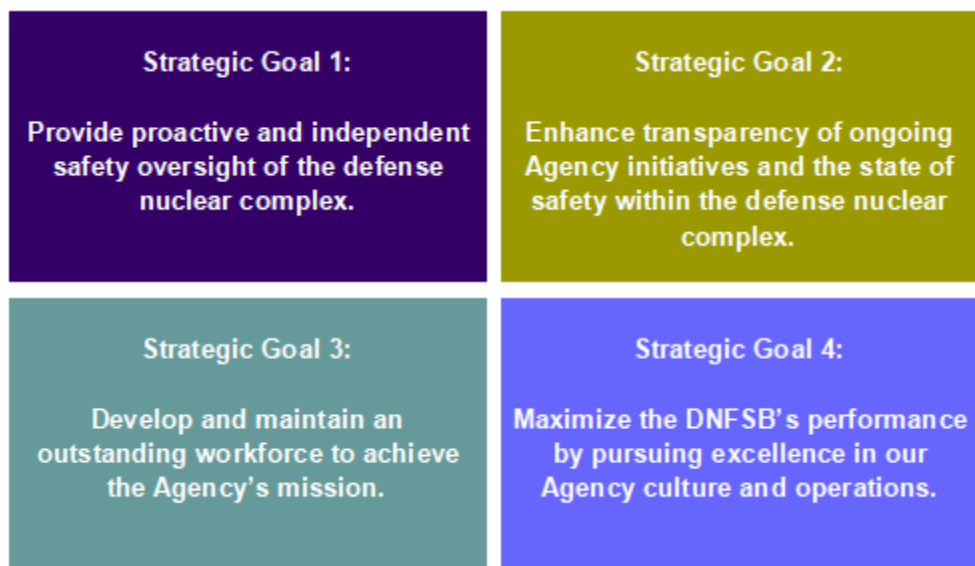 Strategic Goal 1:
Provide proactive and independent
safety oversight of the defense
nuclear complex.
Strategic Goal 2:
Enhance transparency of ongoing
Agency initiatives and the state of
safety within the defense nuclear
complex.
Strategic Goal 3:
Develop and maintain an
outstanding workforce to achieve
the Agency’s mission.
Strategic Goal 4:
Maximize the DNFSB’s performance
by pursuing excellence in our
Agency culture and operations.